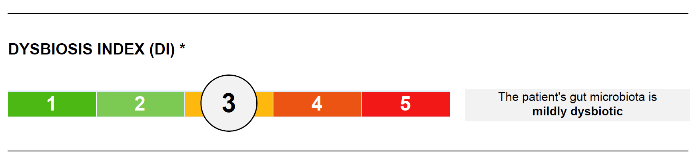 DYSBIOSIS INDEX (DI) *
1 2 3 4 5
The patient's gut microbiota is
mildly dysbiotic